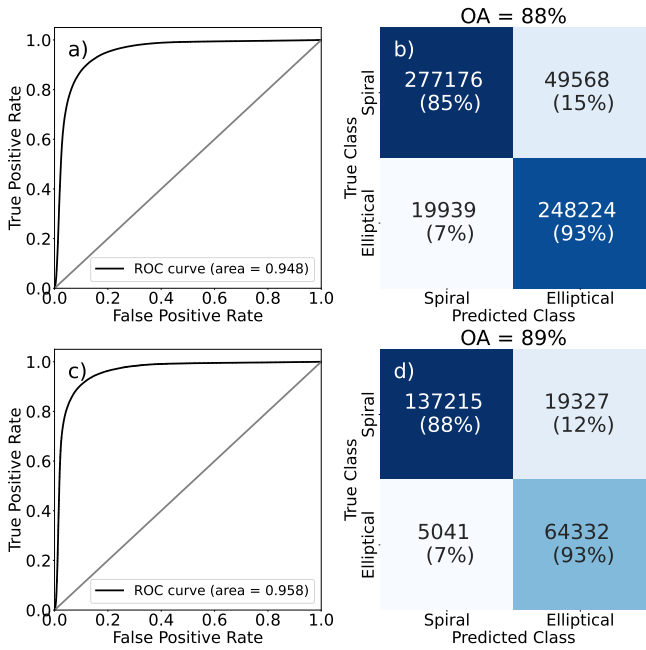 a)
True Positive Rate
1.0
0.8
0.6
0.4
0.2
0.0
ROC curve (area = 0.948)
0.0 0.2 0.4 0.6 0.8 1.0
False Positive Rate
OA = 88%
b)
True Class
Spiral
Elliptical
277176
(85%)
49568
(15%)
19939
(7%)
248224
(93%)
Spiral Elliptical
Predicted Class
c)
True Positive Rate
1.0
0.8
0.6
0.4
0.2
0.0
ROC curve (area = 0.958)
0.0 0.2 0.4 0.6 0.8 1.0
False Positive Rate
OA = 89%
d)
True Class
Spiral
Elliptical
137215
(88%)
19327
(12%)
5041
(7%)
64332
(93%)
Spiral Elliptical
Predicted Class